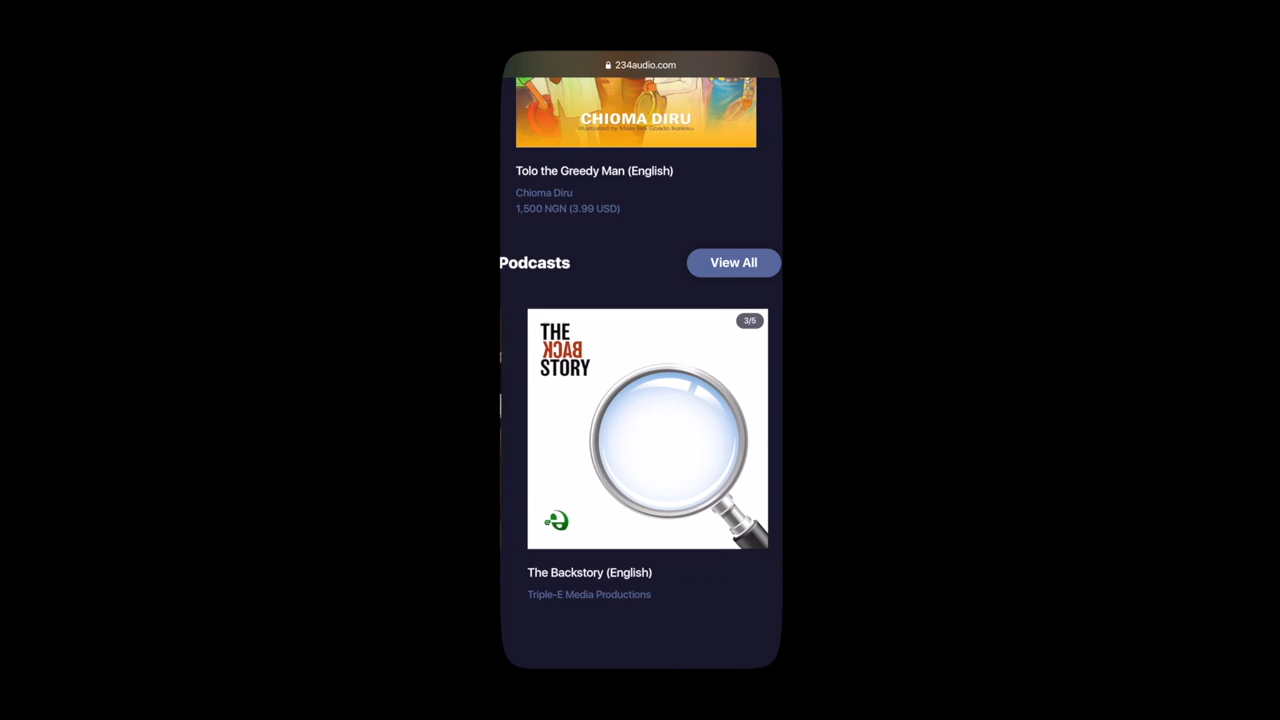 234audio.com
CHIOMA DIRU
Tolo the Greedy Man (English)
Chioma Diru
1,500 NGN (3.99 USD)
Podcasts
View All
3/5
THE
BACK
STORY
The Backstory (English)
Triple-E Media Productions